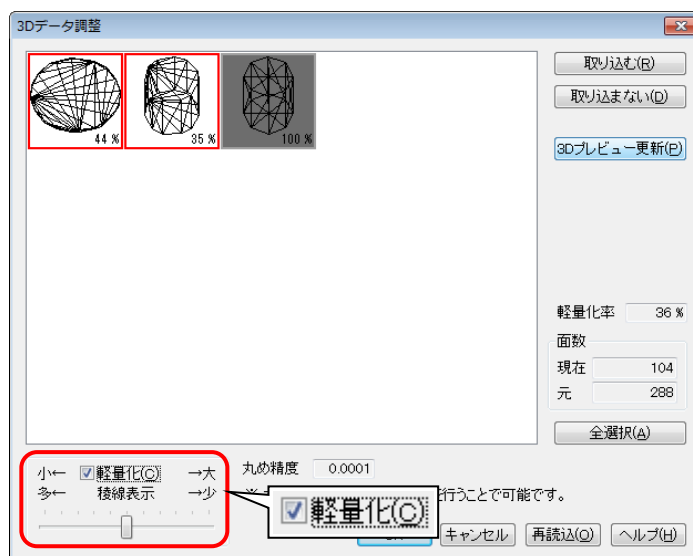 3Dデータ調整
44 %
35 %
100 %
取り込む(R)
取り込まない(D)
3Dプレビュー更新(P)
軽量化率 36 %
面数
現在 104
元 288
全選択(A)
小← 軽量化(C) →大
多← 稜線表示 →少
丸め精度 0.0001
行うことで可能です。
軽量化(C)
キャンセル
再読込(O)
ヘルプ(H)